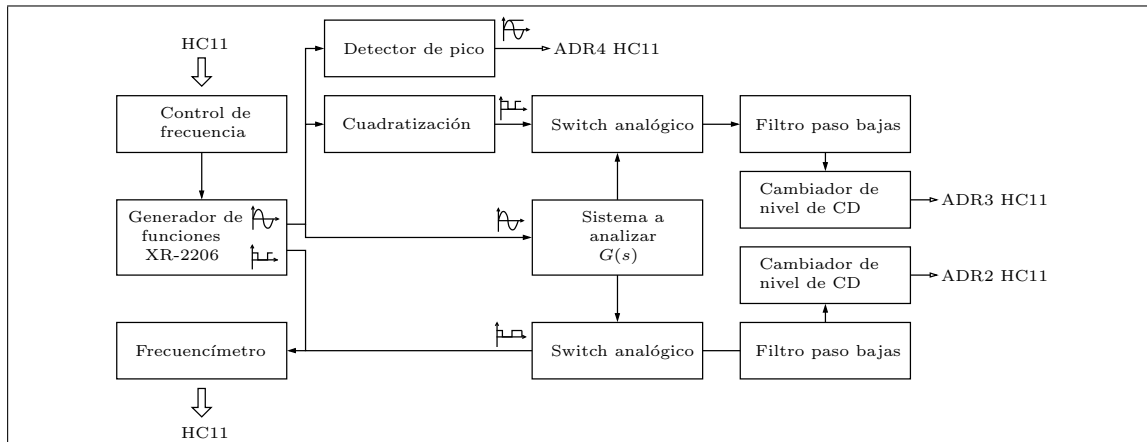 HC11
Detector de pico
ADR4 HC11
Control de
frecuencia
Cuadratización
Switch analógico
Filtro paso bajas
Cambiador de
nivel de CD
ADR3 HC11
Generador de
funciones
XR-2206
Sistema a
analizar
G(s)
Cambiador de
nivel de CD
ADR2 HC11
Frecuencímetro
Switch analógico
Filtro paso bajas
HC11